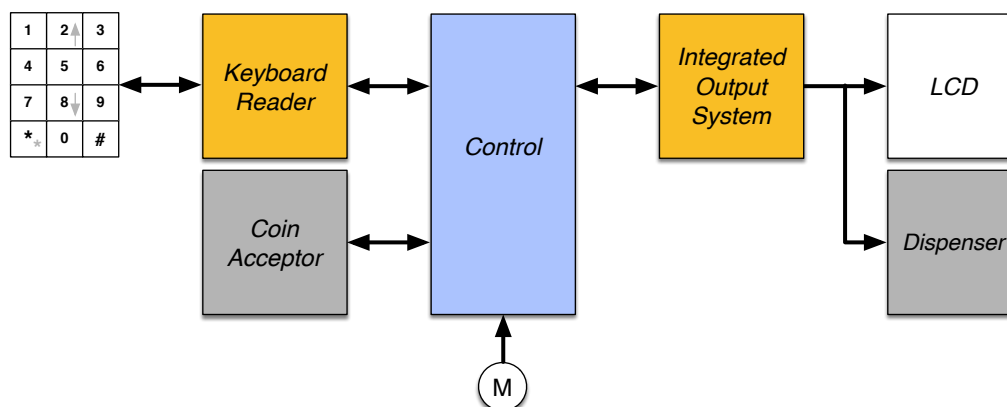 1 2 3
4 5 6
7 8 9
* * 0 #
Keyboard
Reader
Coin
Acceptor
Control
M
Integrated
Output
System
LCD
Dispenser